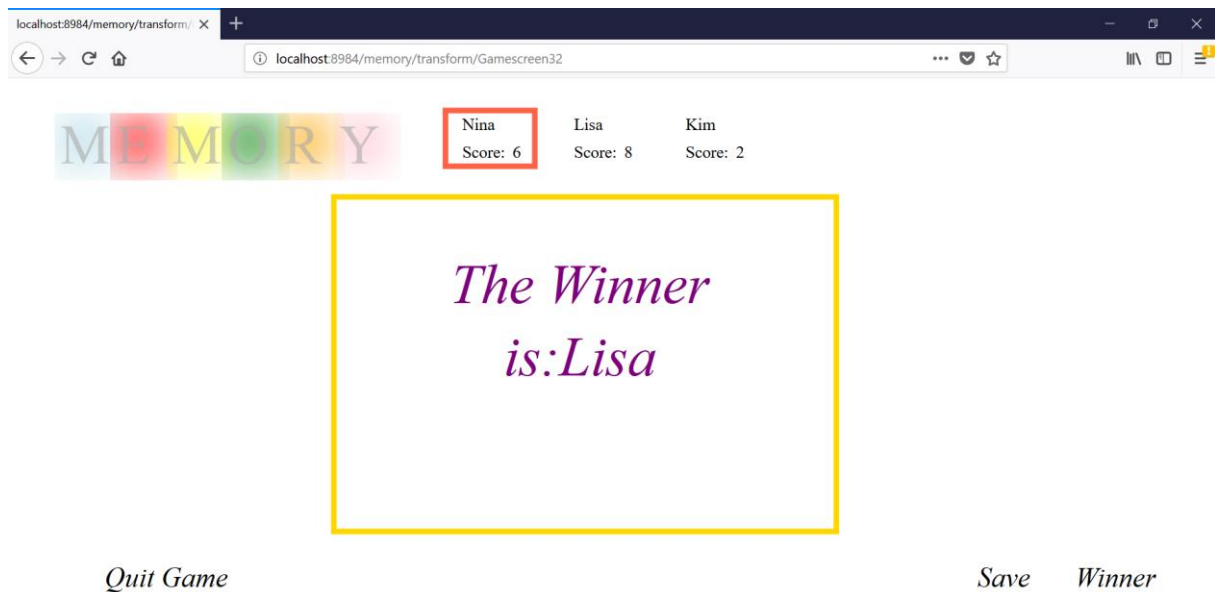 localhost:8984/memory/transform/
localhost:8984/memory/transform/Gamescreen32
MEMORY
Nina Lisa Kim
Score: 6 Score: 8 Score: 2
The Winner
is:Lisa
Quit Game Save Winner